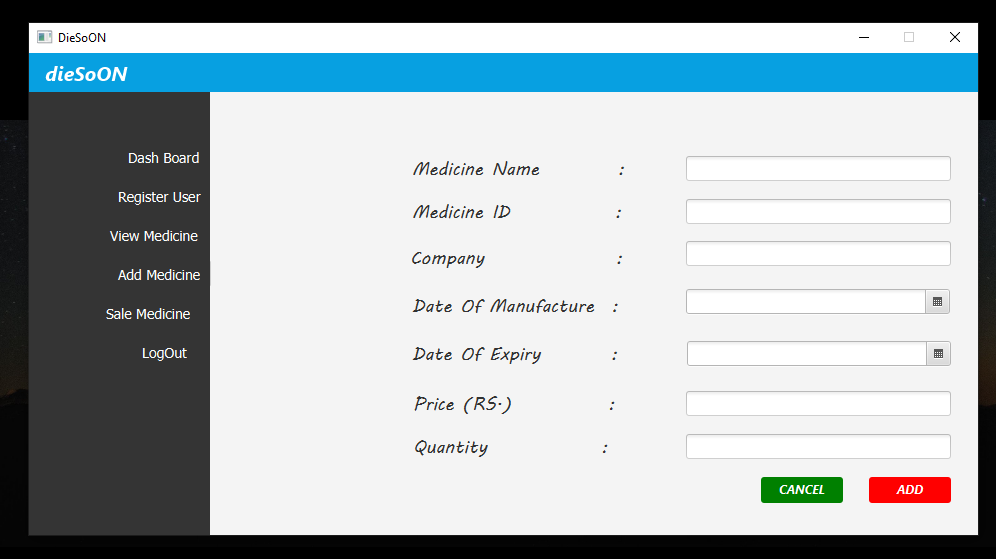 DieSoON
dieSoON
Dash Board
Register User
View Medicine
Add Medicine
Sale Medicine
LogOut
Medicine Name :
Medicine ID :
Company :
Date Of Manufacture :
Date Of Expiry :
Price (RS.) :
Quantity :
CANCEL ADD